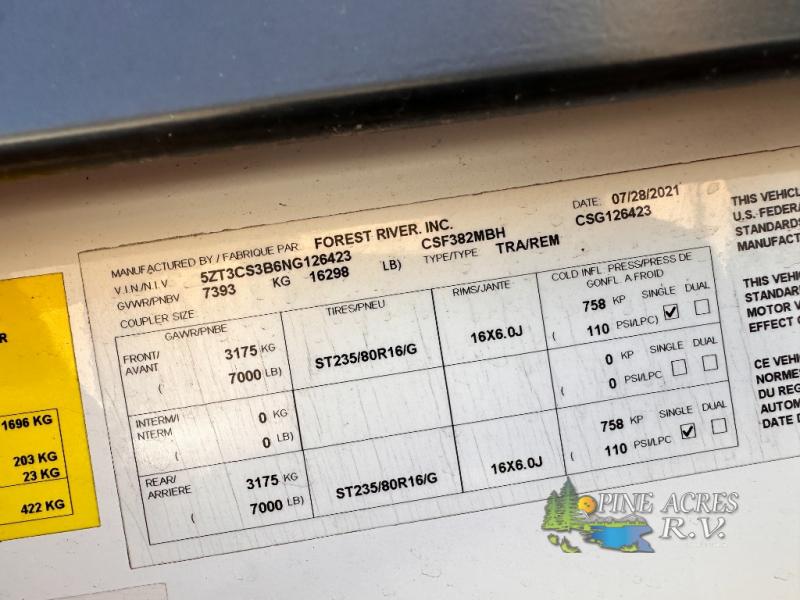 MANUFACTURED BY / FABRIQUE PAR FOREST RIVER. INC. DATE: 07/28/2021
V.I.N./N.I.V. 5ZT3CS3B6NG126423 CSF382MBH CSG126423
GVWR/PNBV 7393 KG 16298 LB) TYPE/TYPE TRA/REM
COUPLER SIZE
GAWR/PNBE TIRES/PNEU RIMS/JANTE COLD INFL PRESS/PRESS DE
GONFL A FROID
FRONT/ 3175 KG ST235/80R16/G 16X6.0J 758 KP SINGLE DUAL
AVANT ( 7000 LB) ( 110 PSI/LPC)
INTERM/I 0 KG 0 KP SINGLE DUAL
NTERM ( 0 LB) ( 0 PSI/LPC
REAR/ 3175 KG ST235/80R16/G 16X6.0J 758 KP SINGLE DUAL
ARRIERE ( 7000 LB) ( 110 PSI/LPC
THIS VEHICL
U.S. FEDERA
STANDARDS
MANUFACT
THIS VEH
STANDAR
MOTOR V
EFFECT O
CE VEHIC
NORMES
DU REG
AUTOM
DATE D
R
1696 KG
203 KG
23 KG
422 KG
PINE ACRES
R.V.